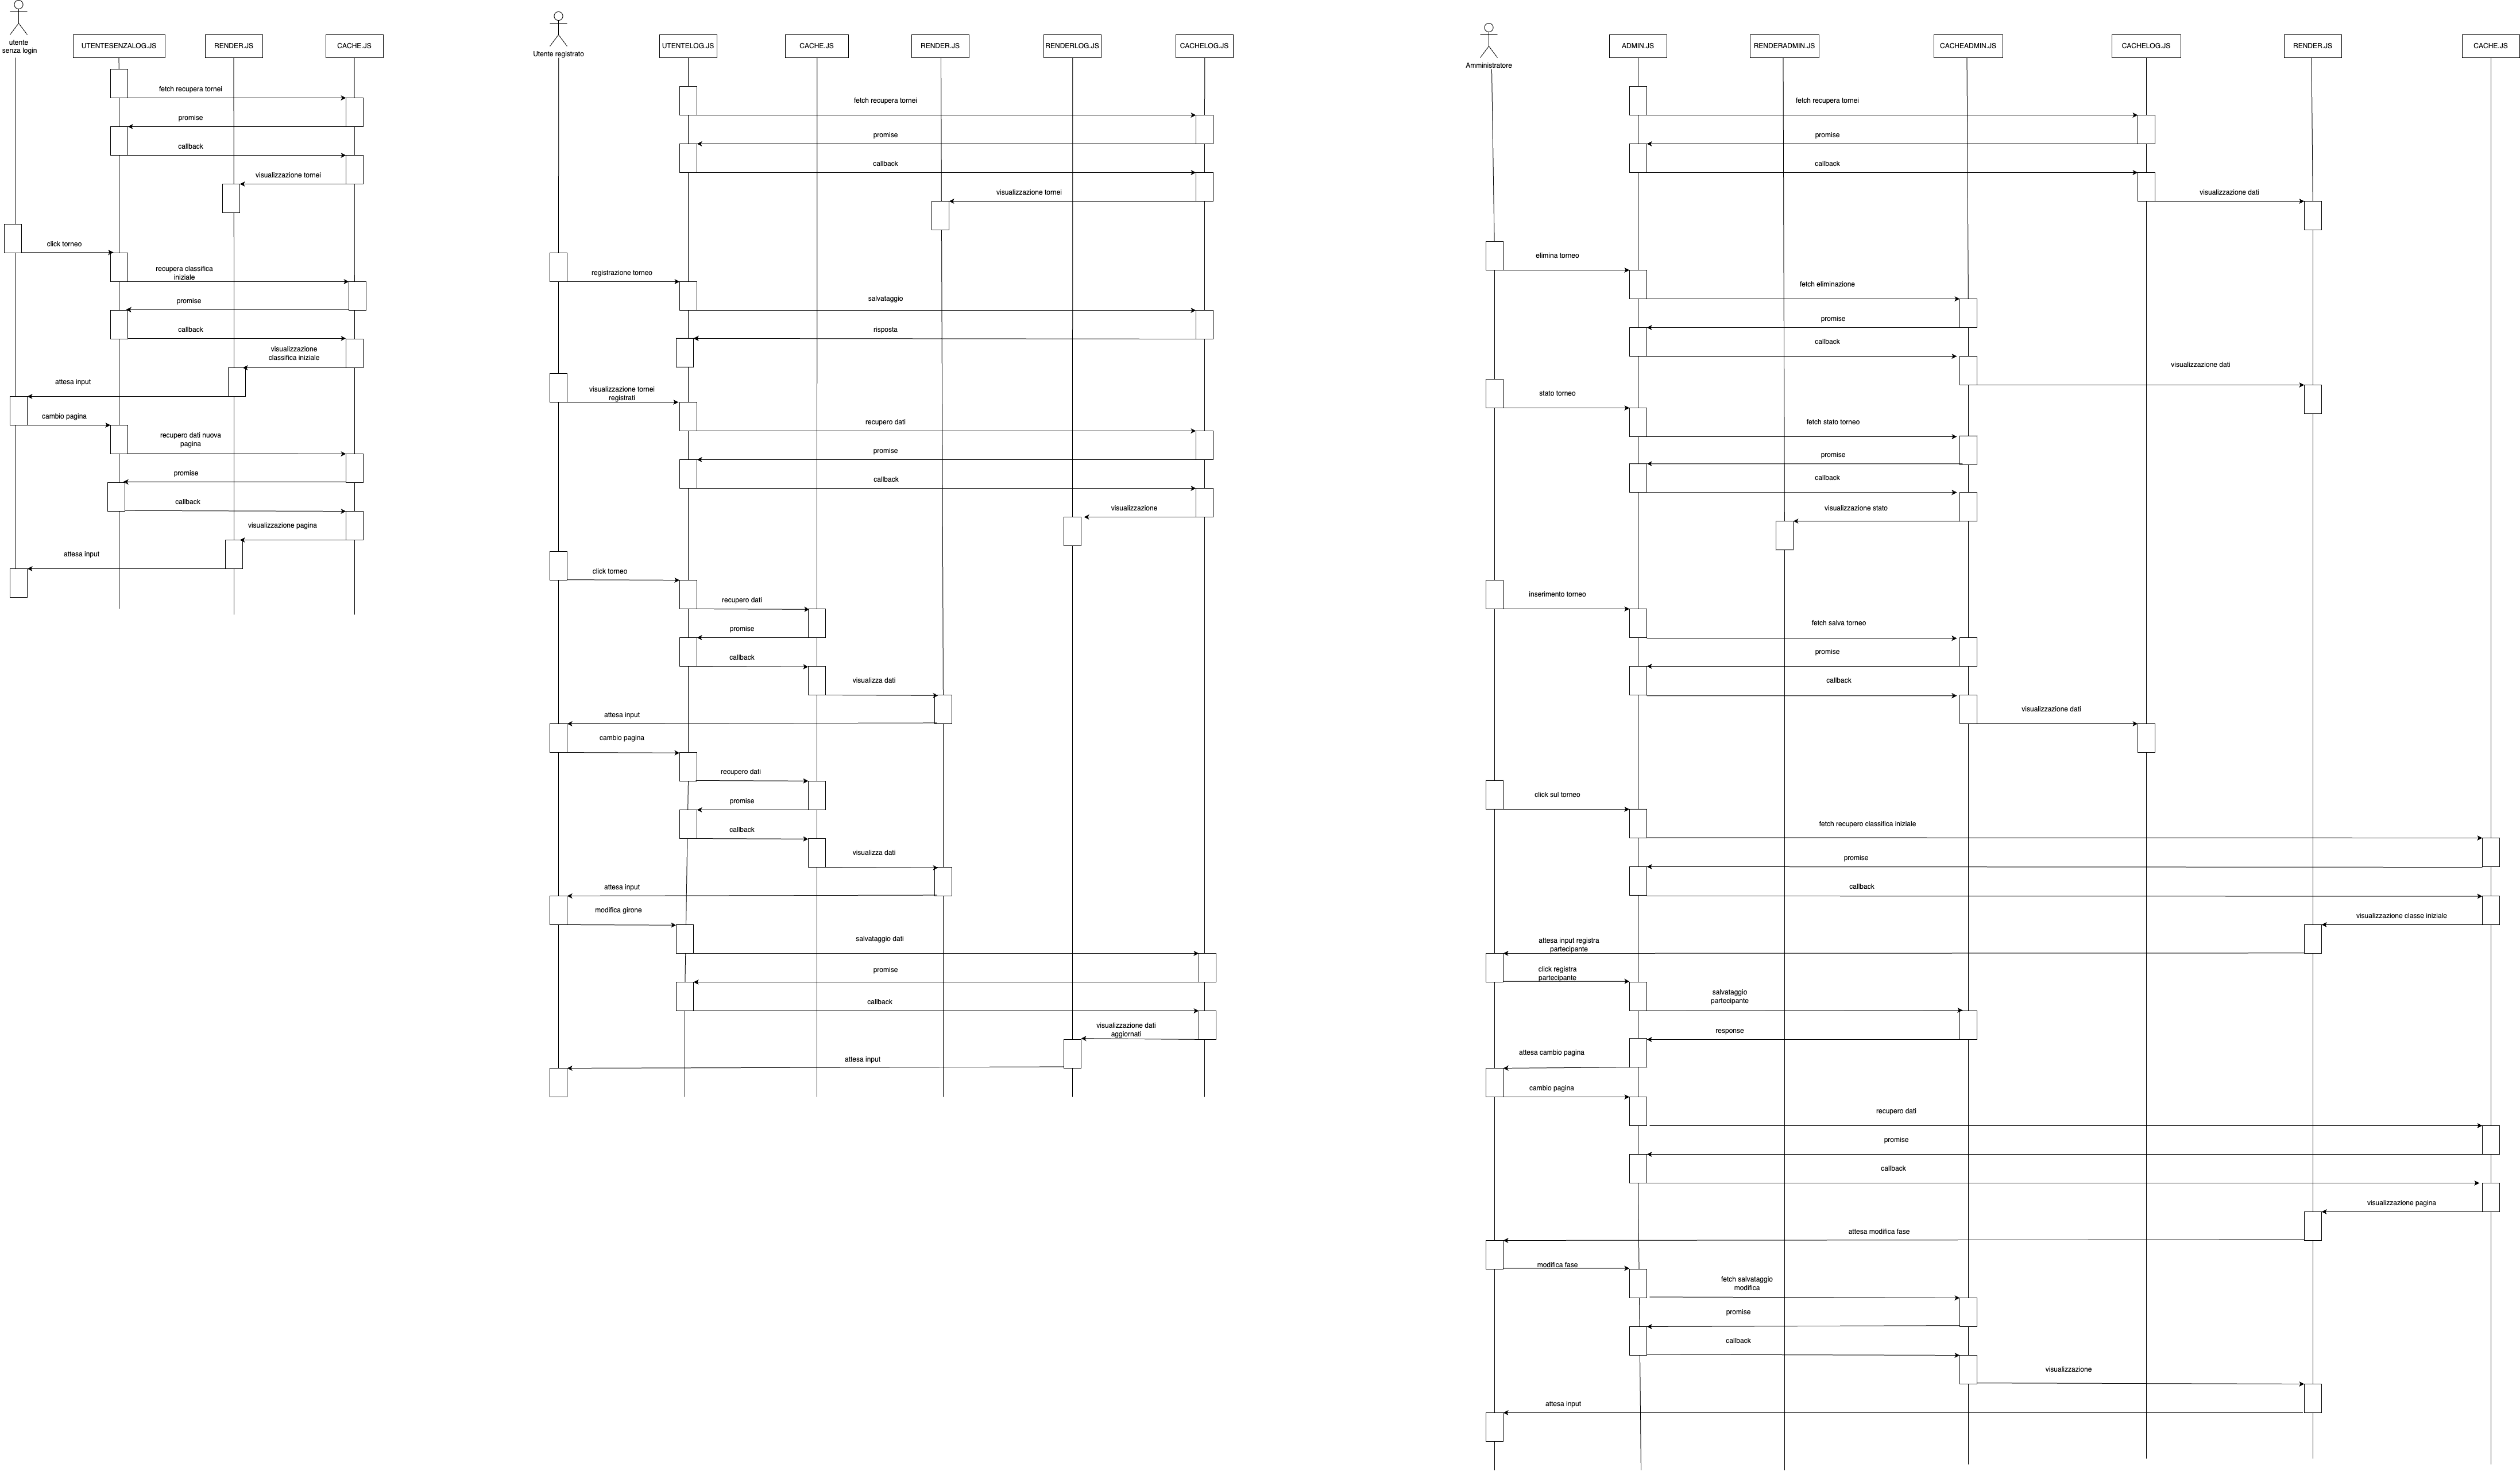 utente
senza login
UTENTESENZALOG.JS
RENDER.JS
CACHE.JS
fetch recupera tornei
promise
callback
visualizzazione tornei
click torneo
recupera classifica
iniziale
promise
callback
visualizzazione
classifica iniziale
attesa input
cambio pagina
recupero dati nuova
pagina
promise
callback
visualizzazione pagina
attesa input
Utente registrato
UTENTELOG.JS
CACHE.JS
RENDER.JS
RENDERLOG.JS
CACHELOG.JS
fetch recupera tornei
promise
callback
visualizzazione tornei
registrazione torneo
salvataggio
risposta
visualizzazione tornei
registrati
recupero dati
promise
callback
visualizzazione
click torneo
recupero dati
promise
callback
visualizza dati
attesa input
cambio pagina
recupero dati
promise
callback
visualizza dati
attesa input
modifica girone
salvataggio dati
promise
callback
visualizzazione dati
aggiornati
attesa input
Amministratore
ADMIN.JS
RENDERADMIN.JS
CACHEADMIN.JS
CACHELOG.JS
RENDER.JS
CACHE.JS
fetch recupera tornei
promise
callback
visualizzazione dati
elimina torneo
fetch eliminazione
promise
callback
visualizzazione dati
stato torneo
fetch stato torneo
promise
callback
visualizzazione stato
inserimento torneo
fetch salva torneo
promise
callback
visualizzazione dati
click sul torneo
fetch recupero classifica iniziale
promise
callback
visualizzazione classe iniziale
attesa input registra
partecipante
click registra
partecipante
salvataggio
partecipante
response
attesa cambio pagina
cambio pagina
recupero dati
promise
callback
visualizzazione pagina
attesa modifica fase
modifica fase
fetch salvataggio
modifica
promise
callback
visualizzazione
attesa input